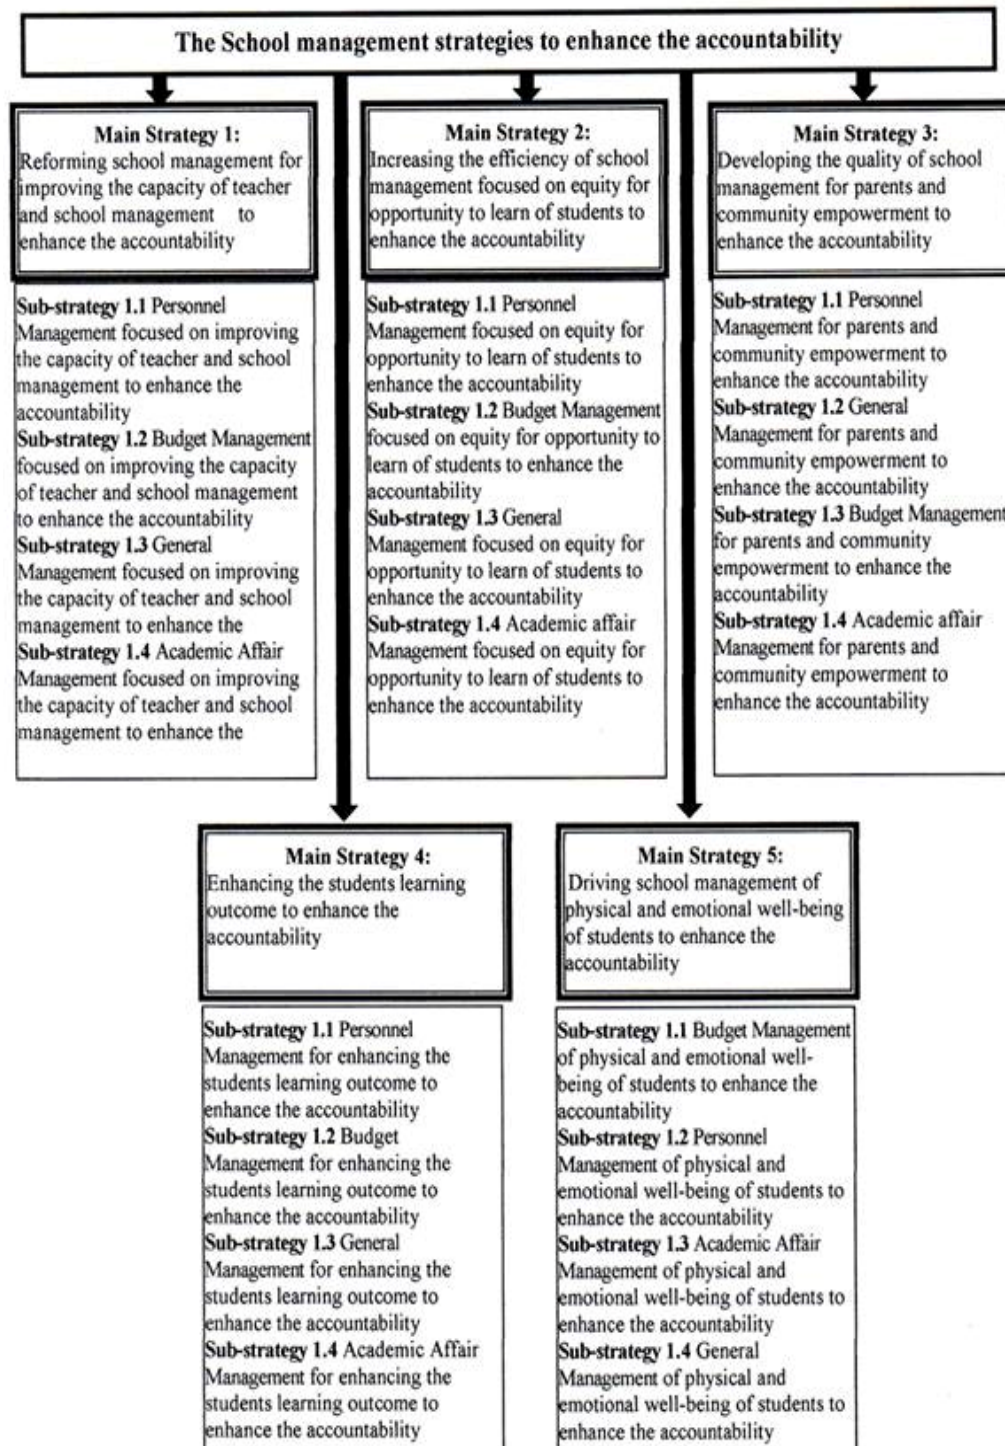 The School management strategies to enhance the accountability
Main Strategy 1:
Reforming school management for
improving the capacity of teacher
and school management to
enhance the accountability
Sub-strategy 1.1 Personnel
Management focused on improving
the capacity of teacher and school
management to enhance the
accountability
Sub-strategy 1.2 Budget Management
focused on improving the capacity
of teacher and school management
to enhance the accountability
Sub-strategy 1.3 General
Management focused on improving
the capacity of teacher and school
management to enhance the
Sub-strategy 1.4 Academic Affair
Management focused on improving
the capacity of teacher and school
management to enhance the
Main Strategy 2:
Increasing the efficiency of school
management focused on equity for
opportunity to learn of students to
enhance the accountability
Sub-strategy 1.1 Personnel
Management focused on equity for
opportunity to learn of students to
enhance the accountability
Sub-strategy 1.2 Budget Management
focused on equity for opportunity to
learn of students to enhance the
accountability
Sub-strategy 1.3 General
Management focused on equity for
opportunity to learn of students to
enhance the accountability
Sub-strategy 1.4 Academic affair
Management focused on equity for
opportunity to learn of students to
enhance the accountability
Main Strategy 3:
Developing the quality of school
management for parents and
community empowerment to
enhance the accountability
Sub-strategy 1.1 Personnel
Management for parents and
community empowerment to
enhance the accountability
Sub-strategy 1.2 General
Management for parents and
community empowerment to
enhance the accountability
Sub-strategy 1.3 Budget Management
for parents and community
empowerment to enhance the
accountability
Sub-strategy 1.4 Academic affair
Management for parents and
community empowerment to
enhance the accountability
Main Strategy 4:
Enhancing the students learning
outcome to enhance the
accountability
Sub-strategy 1.1 Personnel
Management for enhancing the
students learning outcome to
enhance the accountability
Sub-strategy 1.2 Budget
Management for enhancing the
students learning outcome to
enhance the accountability
Sub-strategy 1.3 General
Management for enhancing the
students learning outcome to
enhance the accountability
Sub-strategy 1.4 Academic Affair
Management for enhancing the
students learning outcome to
enhance the accountability
Main Strategy 5:
Driving school management of
physical and emotional well-being
of students to enhance the
accountability
Sub-strategy 1.1 Budget Management
of physical and emotional well-
being of students to enhance the
accountability
Sub-strategy 1.2 Personnel
Management of physical and
emotional well-being of students to
enhance the accountability
Sub-strategy 1.3 Academic Affair
Management of physical and
emotional well-being of students to
enhance the accountability
Sub-strategy 1.4 General
Management of physical and
emotional well-being of students to
enhance the accountability